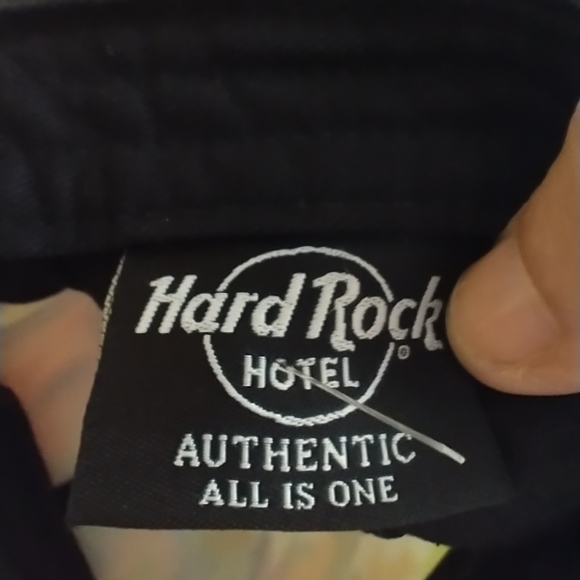 Hard Rock
HOTEL
®
AUTHENTIC
ALL IS ONE